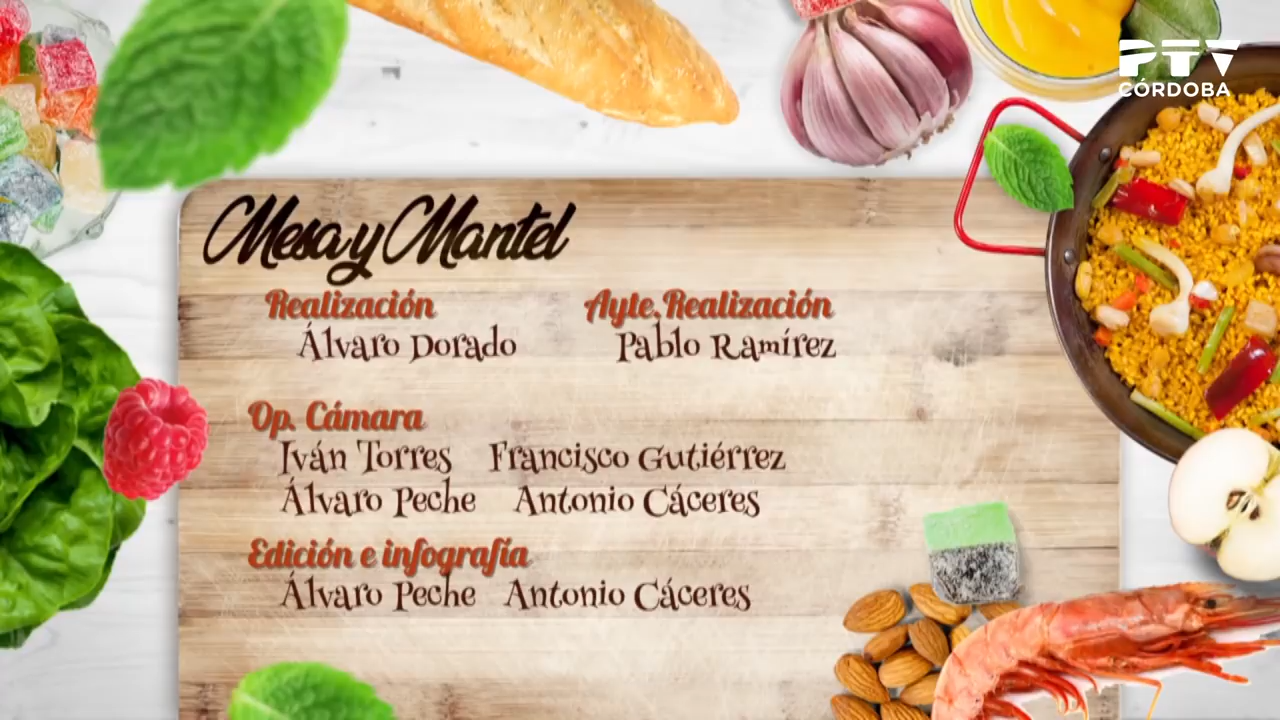 PTV
CÓRDOBA
Mesa y Mantel
Realización Ayte.Realización
Álvaro Dorado Pablo Ramírez
Op. Cámara
Iván Torres Francisco Gutiérrez
Álvaro Peche Antonio Cáceres
Edición e infografía
Álvaro Peche Antonio Cáceres